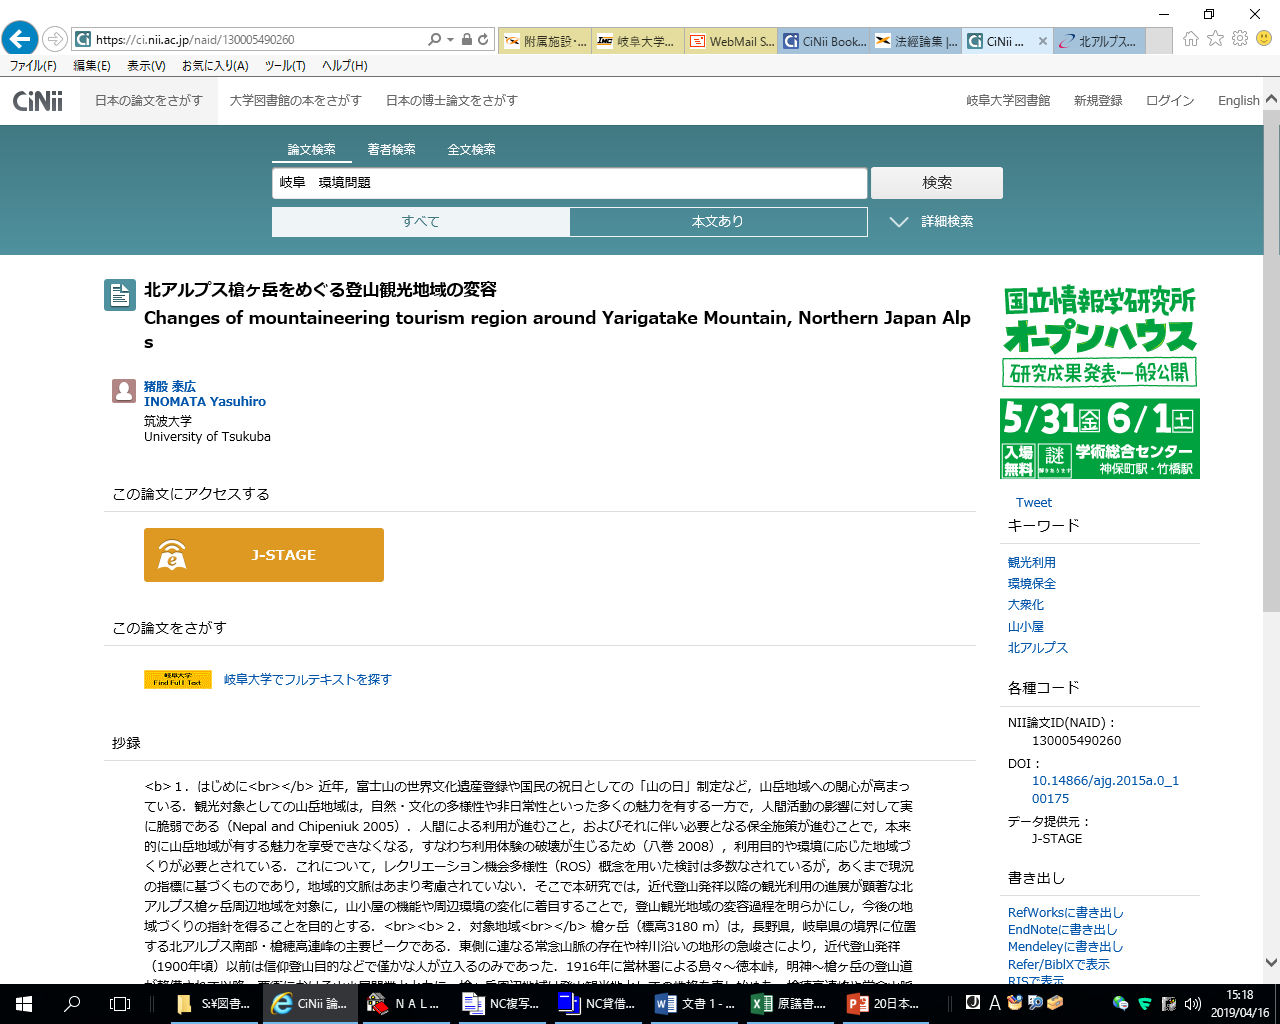 https://ci.nii.ac.jp/naid/130005490260
附属施設・...
岐阜大学...
WebMail S...
CiNii Book...
法經論集 |...
CiNii ...
北アルプス...
ファイル(F) 編集(E) 表示(V) お気に入り(A) ツール(T) ヘルプ(H)
CiNii 日本の論文をさがす 大学図書館の本をさがす 日本の博士論文をさがす 岐阜大学図書館 新規登録 ログイン English
論文検索 著者検索 全文検索
岐阜　環境問題 検索
すべて 本文あり 詳細検索
北アルプス槍ヶ岳をめぐる登山観光地域の変容
Changes of mountaineering tourism region around Yarigatake Mountain, Northern Japan Alp
s
猪股 泰広
INOMATA Yasuhiro
筑波大学
University of Tsukuba
この論文にアクセスする
J-STAGE
この論文をさがす
岐阜大学
Find Full Text
岐阜大学でフルテキストを探す
抄録
<b>１．はじめに<br></b> 近年，富士山の世界文化遺産登録や国民の祝日としての「山の日」制定など，山岳地域への関心が高まっ
ている．観光対象としての山岳地域は，自然・文化の多様性や非日常性といった多くの魅力を有する一方で，人間活動の影響に対して実
に脆弱である（Nepal and Chipeniuk 2005）．人間による利用が進むこと，およびそれに伴い必要となる保全施策が進むことで，本来
的に山岳地域が有する魅力を享受できなくなる，すなわち利用体験の破壊が生じるため（八巻 2008），利用目的や環境に応じた地域づ
くりが必要とされている．これについて，レクリエーション機会多様性（ROS）概念を用いた検討は多数なされているが，あくまで現況
の指標に基づくものであり，地域的文脈はあまり考慮されていない．そこで本研究では，近代登山発祥以降の観光利用の進展が顕著な北
アルプス槍ヶ岳周辺地域を対象に，山小屋の機能や周辺環境の変化に着目することで，登山観光地域の変容過程を明らかにし，今後の地
域づくりの指針を得ることを目的とする．<br><b>２．対象地域<br></b> 槍ヶ岳（標高3180 m）は，長野県，岐阜県の境界に位置
する北アルプス南部・槍穂高連峰の主要ピークである．東側に連なる常念山脈の存在や梓川沿いの地形の急峻さにより，近代登山発祥
（1900年頃）以前は信仰登山目的などで僅かな人が立入るのみであった．1916年に当林署による島々〜徳本峠，明神〜槍ヶ岳の登山道
国立情報学研究所
オープンハウス
研究成果発表・一般公開
5/31金 6/1土
入場
無料
謎
学術総合センター
神保町駅・竹橋駅
Tweet
キーワード
観光利用
環境保全
大衆化
山小屋
北アルプス
各種コード
NII論文ID(NAID)：
130005490260
DOI：
10.14866/ajg.2015a.0_1
00175
データ提供元：
J-STAGE
書き出し
RefWorksに書き出し
EndNoteに書き出し
Mendeleyに書き出し
Refer/BiblXで表示
RISで表示
S:¥図書...
CiNii 論...
ＮＡＬ...
NC複写...
NC貸借...
文書 1 -...
原議書...
20日本...
A
15:18
2019/04/16